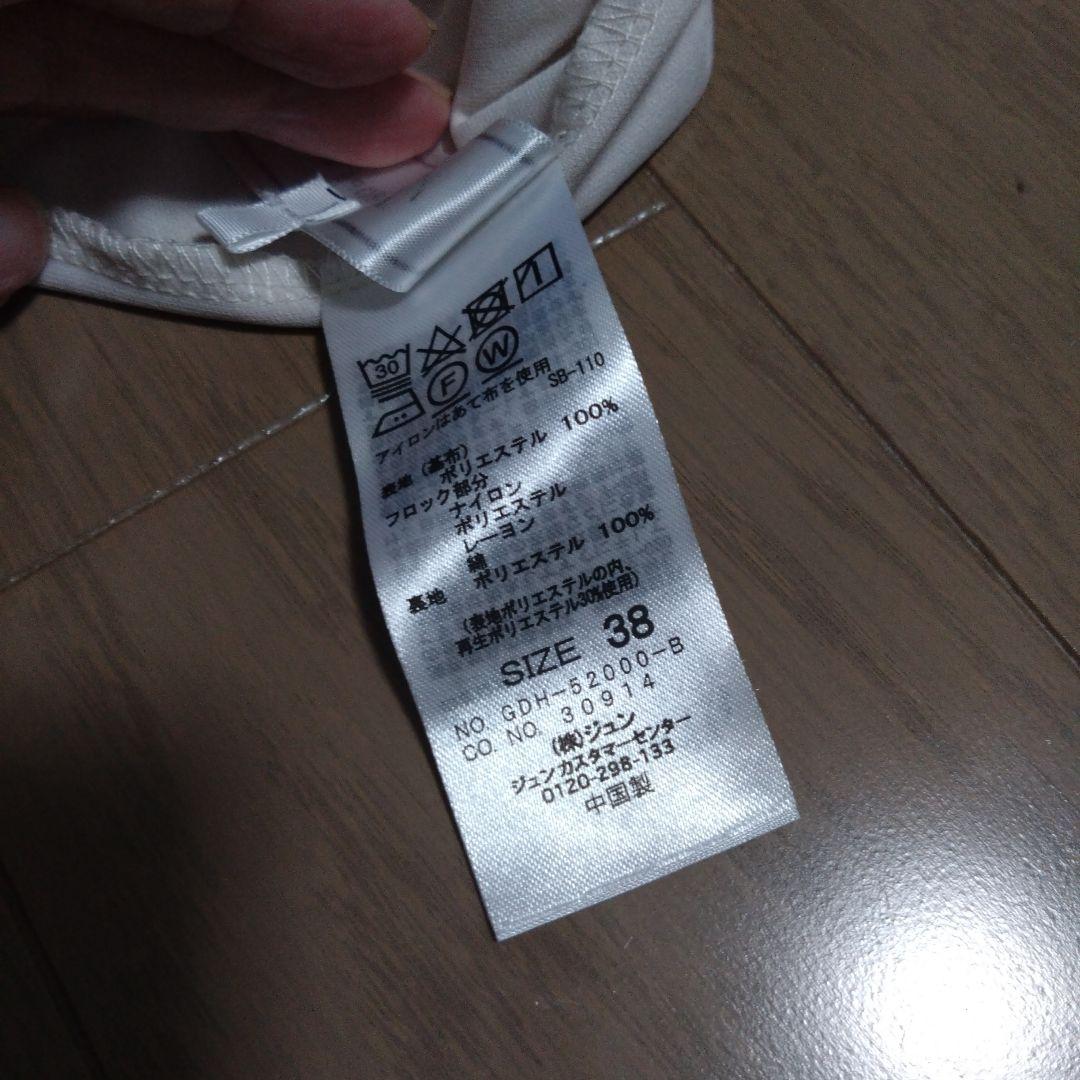 30
F
W
アイロンはあて布を使用
SB-110
表地 (基布)
ポリエステル 100%
フロック部分
ナイロン
ポリエステル
レーヨン
綿
裏地 ポリエステル 100%
(表地ポリエステルの内、
再生ポリエステル30%使用)
SIZE 38
NO. GDH-52000-B
CO. NO. 30914
(株)ジュン
ジュンカスタマーセンター
0120-298-133
中国製